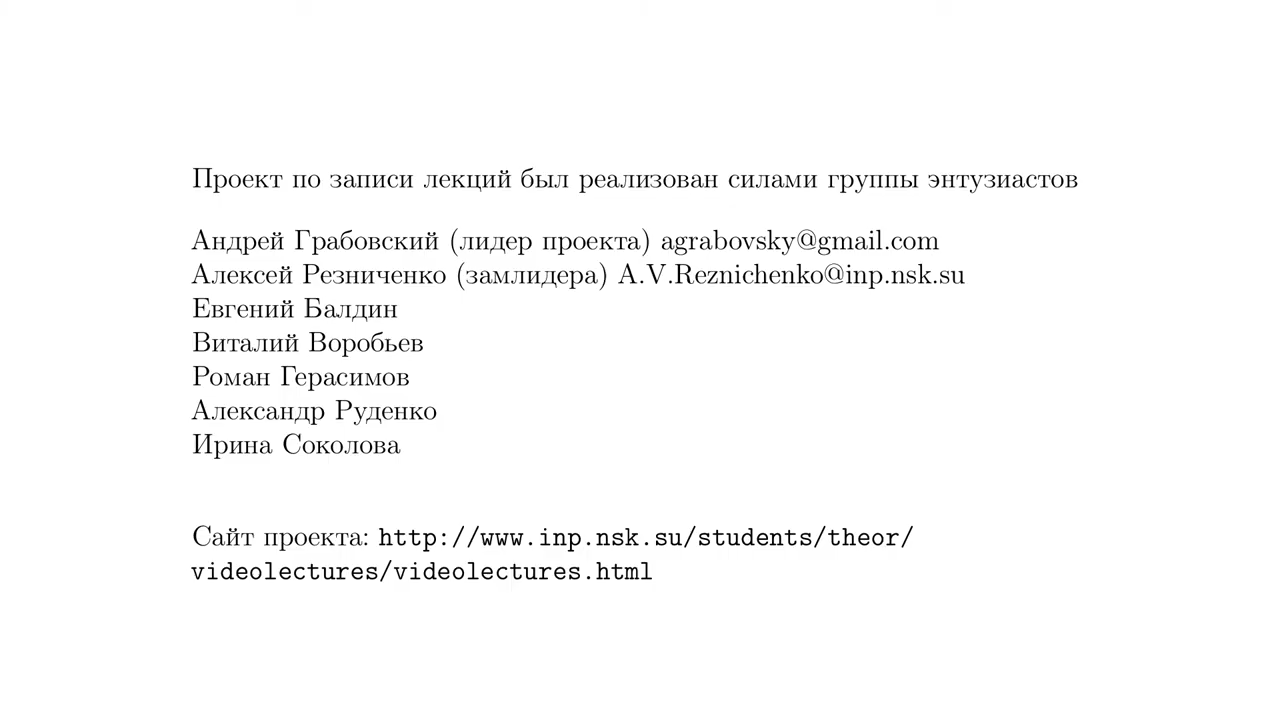 Проект по записи лекций был реализован силами группы энтузиастов
Андрей Грабовский (лидер проекта) agrabovsky@gmail.com
Алексей Резниченко (замлидера) A.V.Reznichenko@inp.nsk.su
Евгений Балдин
Виталий Воробьев
Роман Герасимов
Александр Руденко
Ирина Соколова
Сайт проекта: http://www.inp.nsk.su/students/theor/
videolectures/videolectures.html